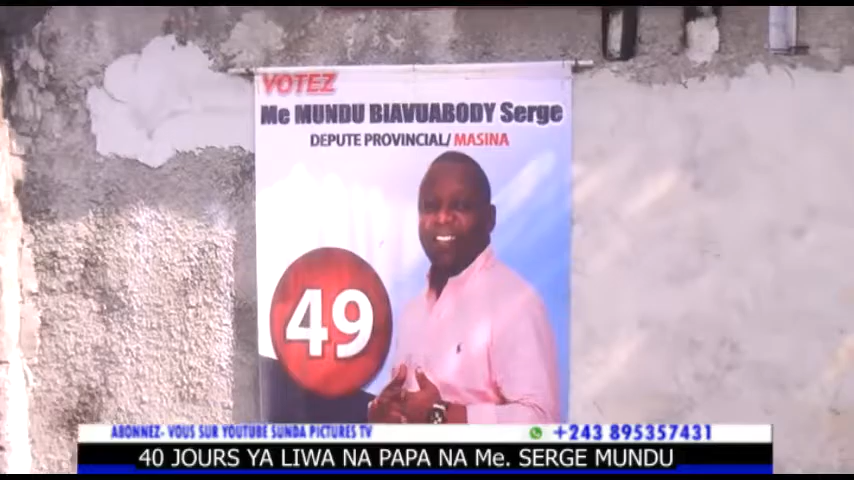 VOTEZ
Me MUNDU BIAVUABODY Serge
DEPUTE PROVINCIAL/ MASINA
49
ABONNEZ- VOUS SUR YOUTUBE SUNDA PICTURES TV
+243 895357431
40 JOURS YA LIWA NA PAPA NA Me. SERGE MUNDU